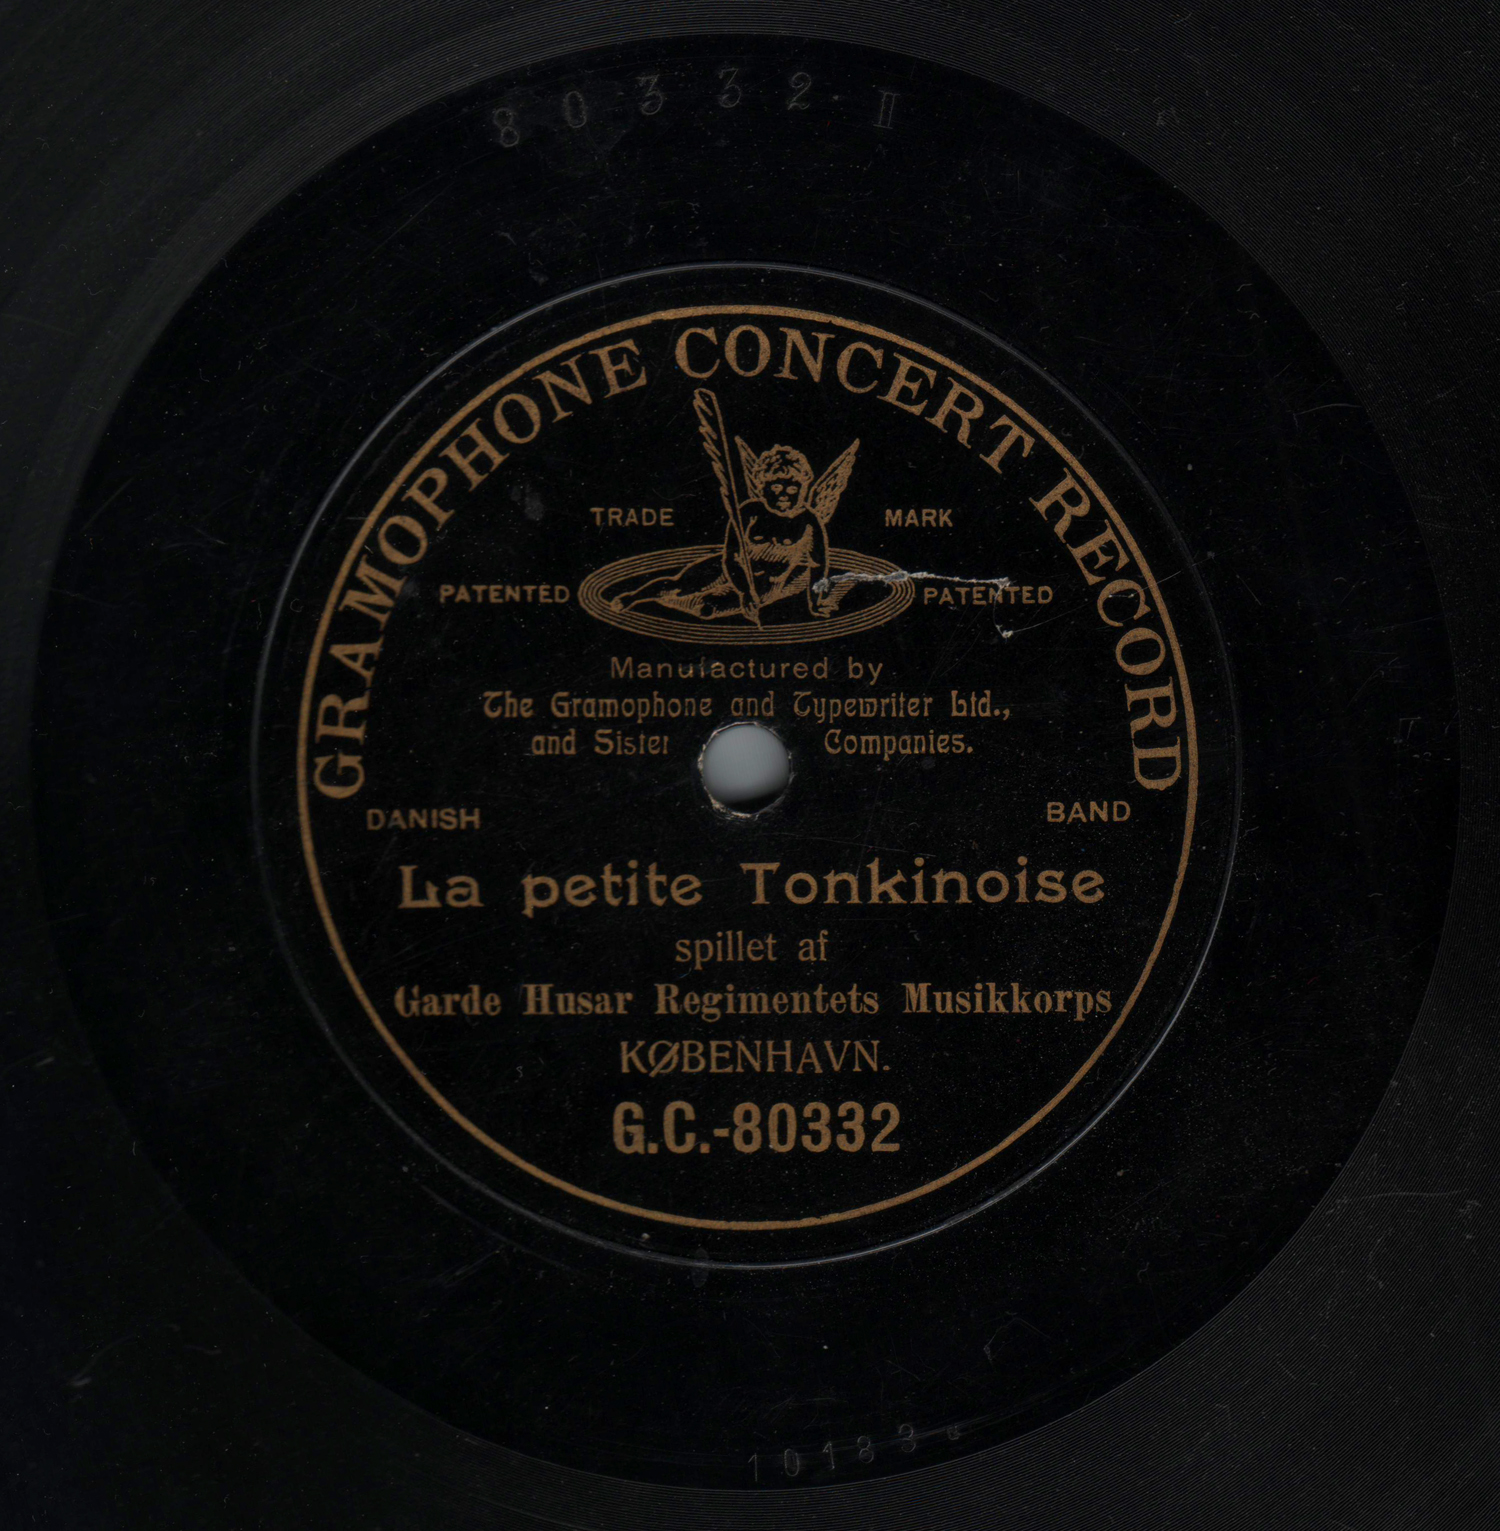 80332 II
GRAMOPHONE CONCERT RECORD
TRADE MARK
PATENTED PATENTED
Manufactured by
The Gramophone and Typewriter Ltd.,
and Sister Companies.
DANISH BAND
La petite Tonkinoise
spillet af
Garde Husar Regimentets Musikkorps
KØBENHAVN.
G.C.-80332